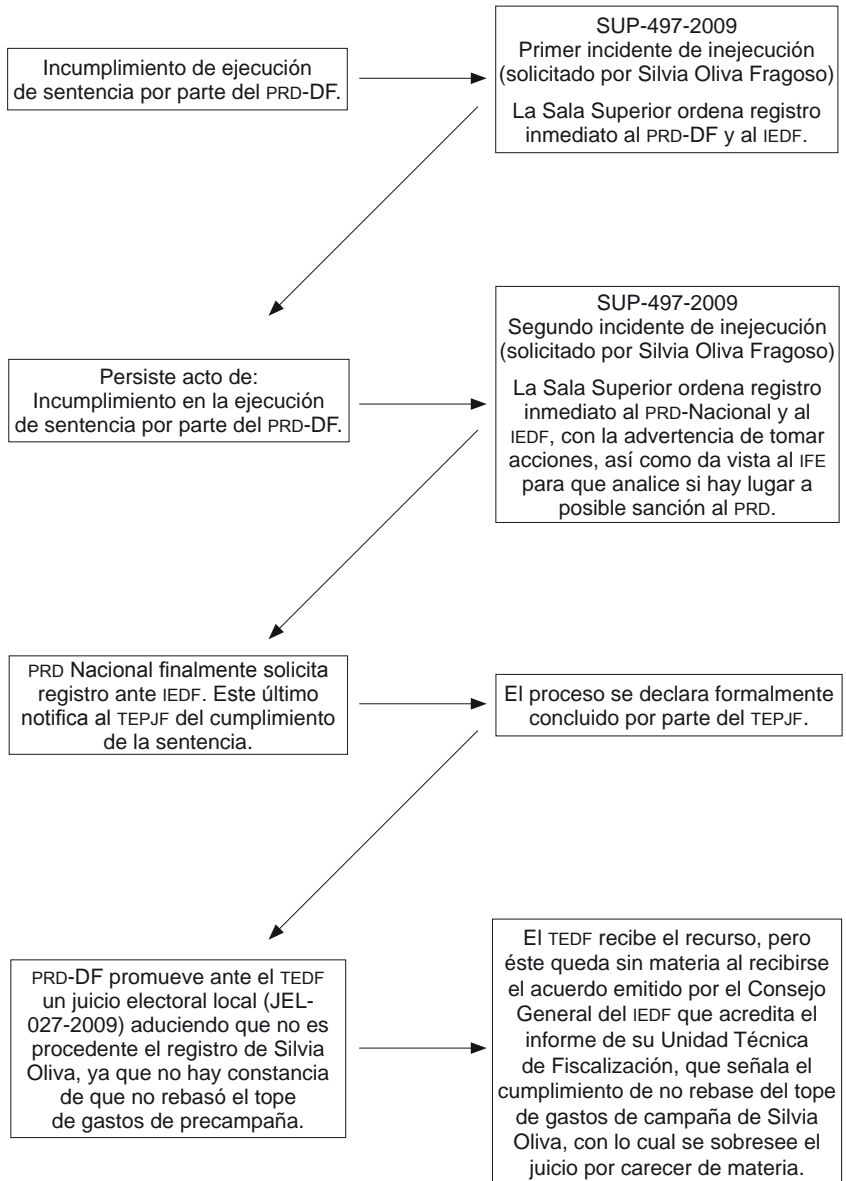 Incumplimiento de ejecución
de sentencia por parte del PRD-DF.
SUP-497-2009
Primer incidente de inejecución
(solicitado por Silvia Oliva Fragoso)
La Sala Superior ordena registro
inmediato al PRD-DF y al IEDF.
Persiste acto de:
Incumplimiento en la ejecución
de sentencia por parte del PRD-DF.
SUP-497-2009
Segundo incidente de inejecución
(solicitado por Silvia Oliva Fragoso)
La Sala Superior ordena registro
inmediato al PRD-Nacional y al
IEDF, con la advertencia de tomar
acciones, así como da vista al IFE
para que analice si hay lugar a
posible sanción al PRD.
PRD Nacional finalmente solicita
registro ante IEDF. Este último
notifica al TEPJF del cumplimiento
de la sentencia.
El proceso se declara formalmente
concluido por parte del TEPJF.
PRD-DF promueve ante el TEDF
un juicio electoral local (JEL-
027-2009) aduciendo que no es
procedente el registro de Silvia
Oliva, ya que no hay constancia
de que no rebasó el tope
de gastos de precampaña.
El TEDF recibe el recurso, pero
éste queda sin materia al recibirse
el acuerdo emitido por el Consejo
General del IEDF que acredita el
informe de su Unidad Técnica
de Fiscalización, que señala el
cumplimiento de no rebase del tope
de gastos de campaña de Silvia
Oliva, con lo cual se sobresee el
juicio por carecer de materia.